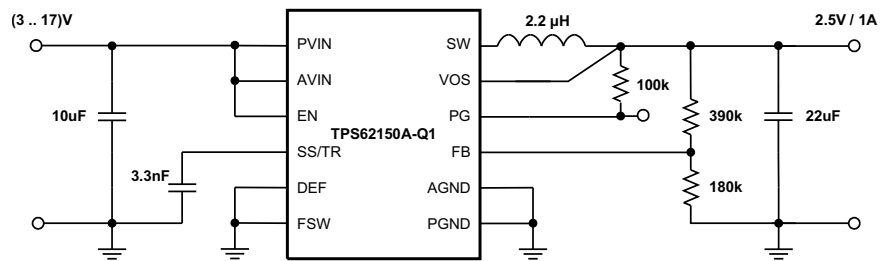 (3 .. 17)V
2.2 µH
2.5V / 1A
PVIN
SW
AVIN
VOS
100k
10uF
EN
PG
390k
22uF
TPS62150A-Q1
SS/TR
FB
3.3nF
DEF
AGND
180k
FSW
PGND